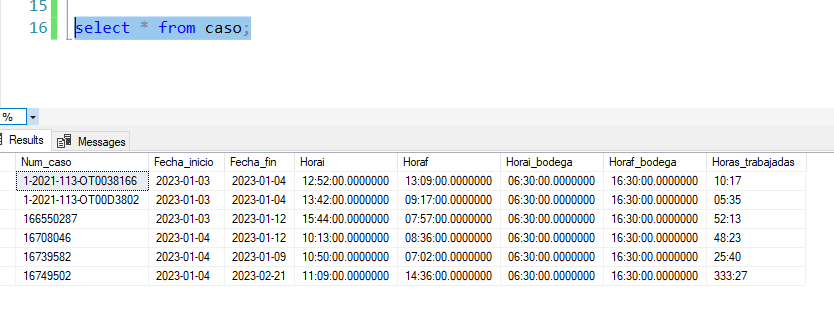 15
16 select * from caso;
%
Results Messages
Num_caso Fecha_inicio Fecha_fin Horai Horaf Horai_bodega Horaf_bodega Horas_trabajadas
1-2021-113-OT0038166 2023-01-03 2023-01-04 12:52:00.0000000 13:09:00.0000000 06:30:00.0000000 16:30:00.0000000 10:17
1-2021-113-OT00D3802 2023-01-03 2023-01-04 13:42:00.0000000 09:17:00.0000000 06:30:00.0000000 16:30:00.0000000 05:35
166550287 2023-01-03 2023-01-12 15:44:00.0000000 07:57:00.0000000 06:30:00.0000000 16:30:00.0000000 52:13
16708046 2023-01-04 2023-01-12 10:13:00.0000000 08:36:00.0000000 06:30:00.0000000 16:30:00.0000000 48:23
16739582 2023-01-04 2023-01-09 10:50:00.0000000 07:02:00.0000000 06:30:00.0000000 16:30:00.0000000 25:40
16749502 2023-01-04 2023-02-21 11:09:00.0000000 14:36:00.0000000 06:30:00.0000000 16:30:00.0000000 333:27